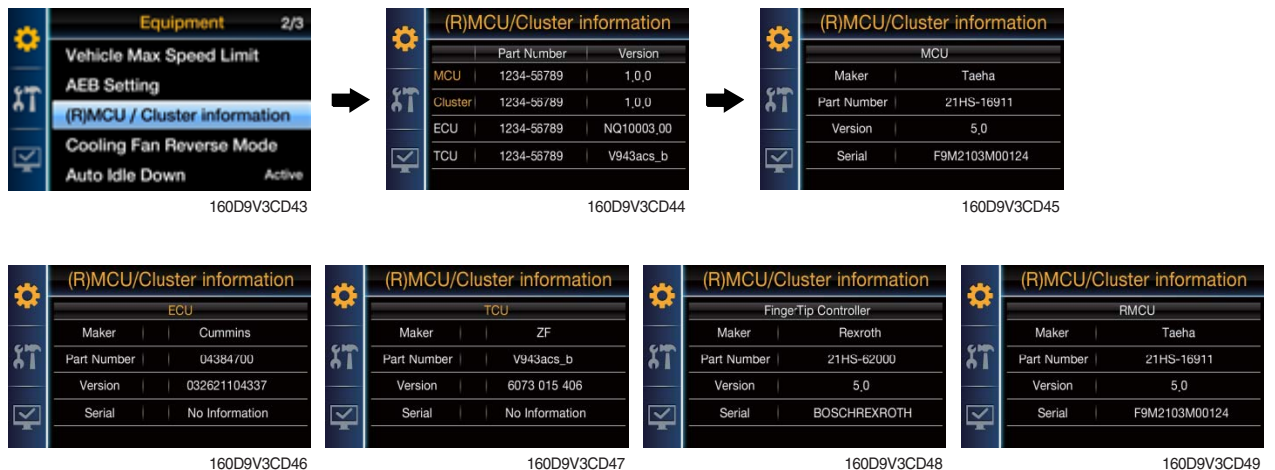 Equipment 2/3
Vehicle Max Speed Limit
AEB Setting
(R)MCU / Cluster information
Cooling Fan Reverse Mode
Auto Idle Down Active
160D9V3CD43
(R)MCU/Cluster information
Part Number Version
MCU 1234-56789 1.0.0
Cluster 1234-56789 1.0.0
ECU 1234-56789 NQ10003.00
TCU 1234-56789 V943acs_b
160D9V3CD44
(R)MCU/Cluster information
MCU
Maker Taeha
Part Number 21HS-16911
Version 5.0
Serial F9M2103M00124
160D9V3CD45
(R)MCU/Cluster information
ECU
Maker Cummins
Part Number 04384700
Version 032621104337
Serial No Information
160D9V3CD46
(R)MCU/Cluster information
TCU
Maker ZF
Part Number V943acs_b
Version 6073 015 406
Serial No Information
160D9V3CD47
(R)MCU/Cluster information
FingerTip Controller
Maker Rexroth
Part Number 21HS-62000
Version 5.0
Serial BOSCHREXROTH
160D9V3CD48
(R)MCU/Cluster information
RMCU
Maker Taeha
Part Number 21HS-16911
Version 5.0
Serial F9M2103M00124
160D9V3CD49